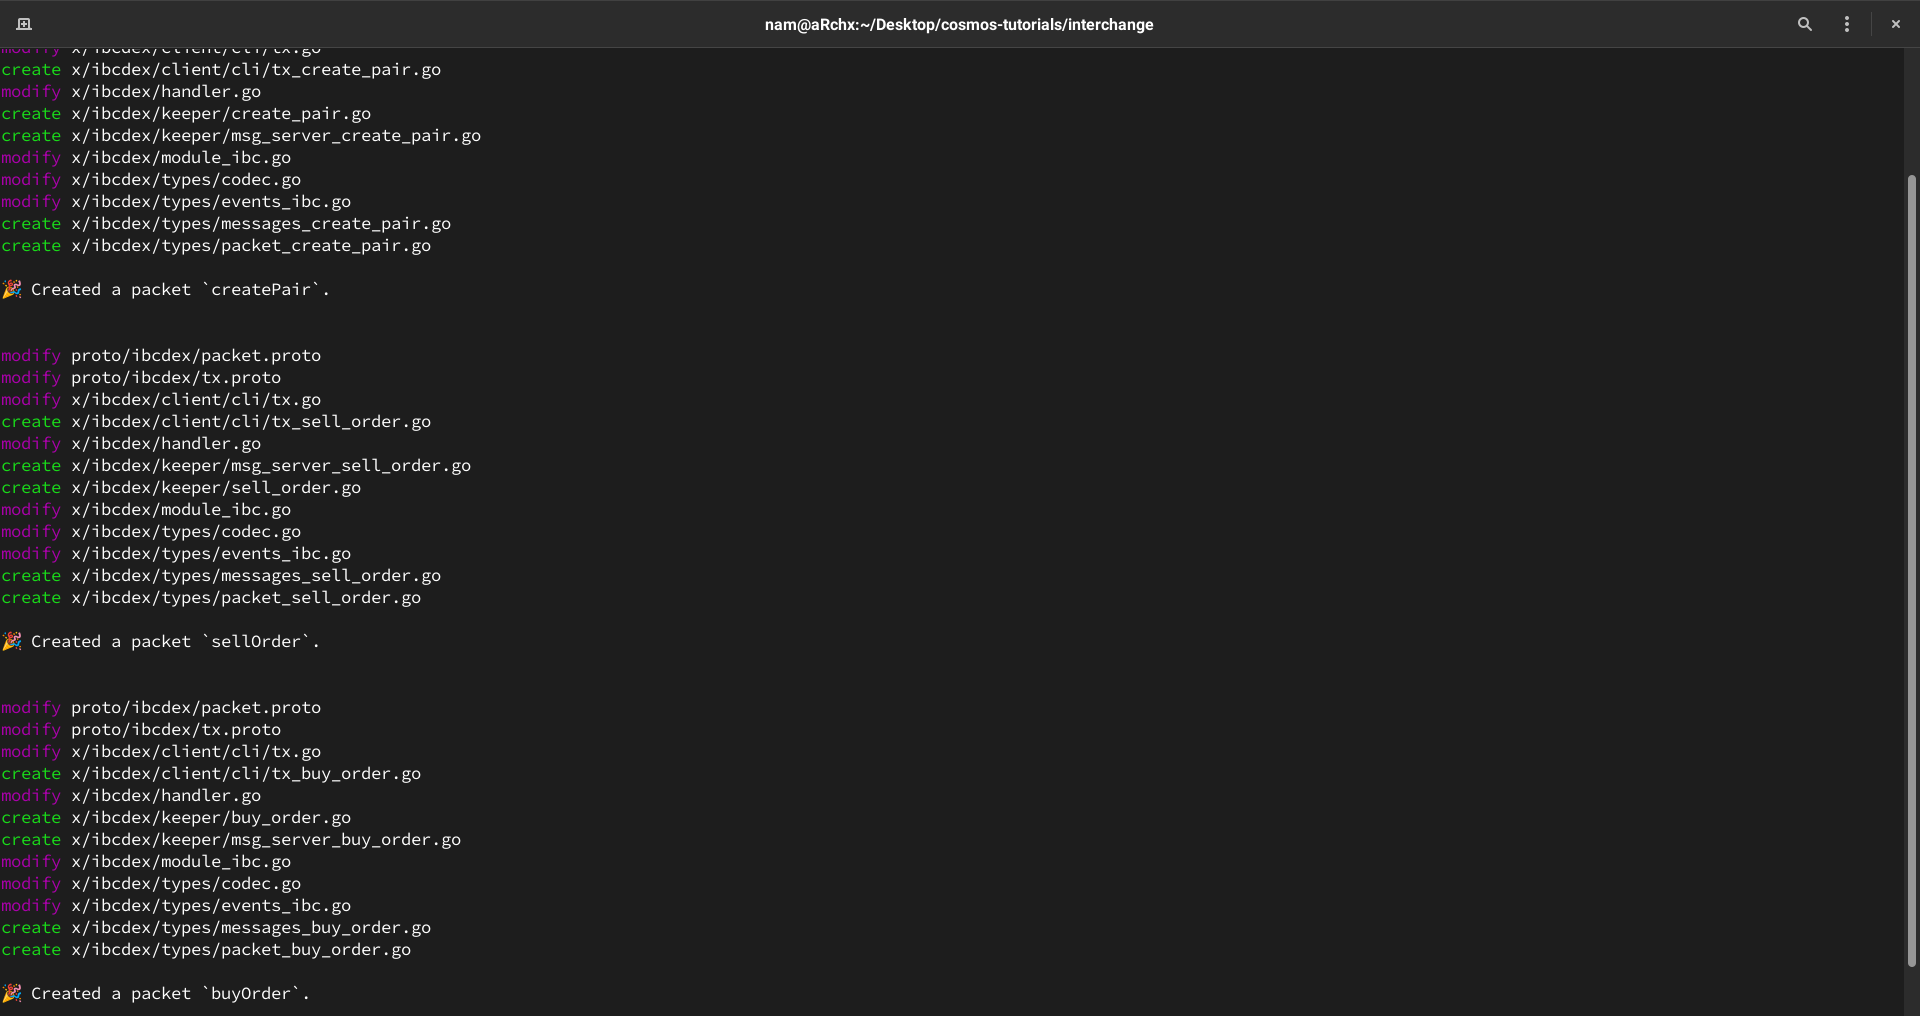 nam@aRchx:~/Desktop/cosmos-tutorials/interchange
modify x/ibcdex/client/cli/tx.go
create x/ibcdex/client/cli/tx_create_pair.go
modify x/ibcdex/handler.go
create x/ibcdex/keeper/create_pair.go
create x/ibcdex/keeper/msg_server_create_pair.go
modify x/ibcdex/module_ibc.go
modify x/ibcdex/types/codec.go
modify x/ibcdex/types/events_ibc.go
create x/ibcdex/types/messages_create_pair.go
create x/ibcdex/types/packet_create_pair.go
🎉 Created a packet `createPair`.
modify proto/ibcdex/packet.proto
modify proto/ibcdex/tx.proto
modify x/ibcdex/client/cli/tx.go
create x/ibcdex/client/cli/tx_sell_order.go
modify x/ibcdex/handler.go
create x/ibcdex/keeper/msg_server_sell_order.go
create x/ibcdex/keeper/sell_order.go
modify x/ibcdex/module_ibc.go
modify x/ibcdex/types/codec.go
modify x/ibcdex/types/events_ibc.go
create x/ibcdex/types/messages_sell_order.go
create x/ibcdex/types/packet_sell_order.go
🎉 Created a packet `sellOrder`.
modify proto/ibcdex/packet.proto
modify proto/ibcdex/tx.proto
modify x/ibcdex/client/cli/tx.go
create x/ibcdex/client/cli/tx_buy_order.go
modify x/ibcdex/handler.go
create x/ibcdex/keeper/buy_order.go
create x/ibcdex/keeper/msg_server_buy_order.go
modify x/ibcdex/module_ibc.go
modify x/ibcdex/types/codec.go
modify x/ibcdex/types/events_ibc.go
create x/ibcdex/types/messages_buy_order.go
create x/ibcdex/types/packet_buy_order.go
🎉 Created a packet `buyOrder`.